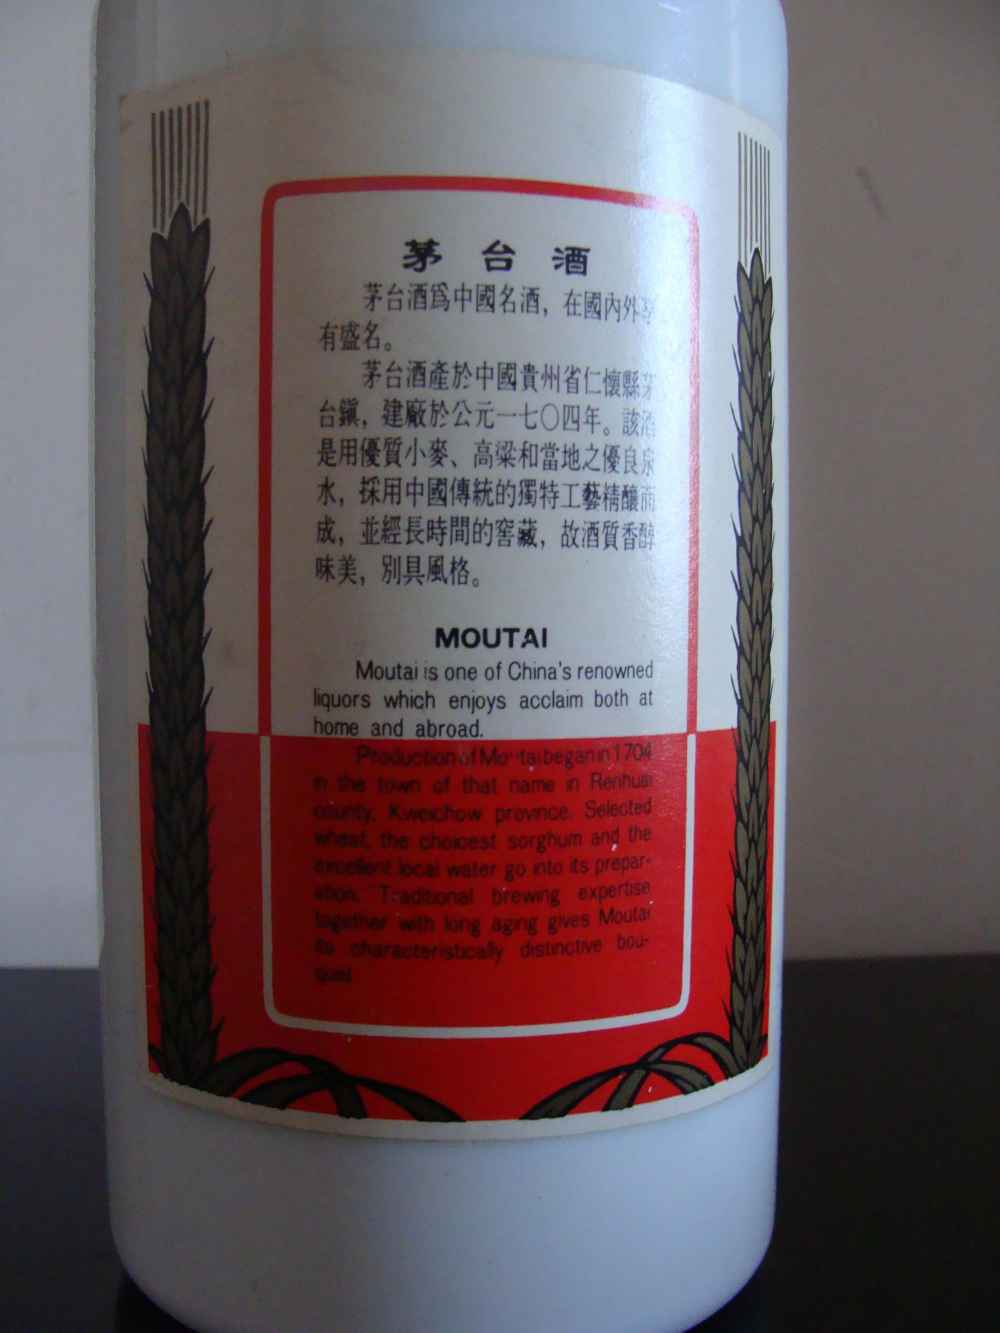 茅台酒
茅台酒爲中國名酒，在國內外享
有盛名。
茅台酒產於中國貴州省仁懷縣茅
台鎭，建廠於公元一七〇四年。該酒
是用優質小麥、高梁和當地之優良泉
水，採用中國傳統的獨特工藝精釀而
成，並經長時間的窖藏，故酒質香醇
味美，別具風格。
MOUTAI
Moutai is one of China's renowned
liquors which enjoys acclaim both at
home and abroad.
Production of Moutai began in 1704
in the town of that name in Renhuai
county, Kweichow province. Selected
wheat, the choicest sorghum and the
excellent local water go into its prepar-
ation. Traditional brewing expertise
together with long aging gives Moutai
its characteristically distinctive bou-
quet